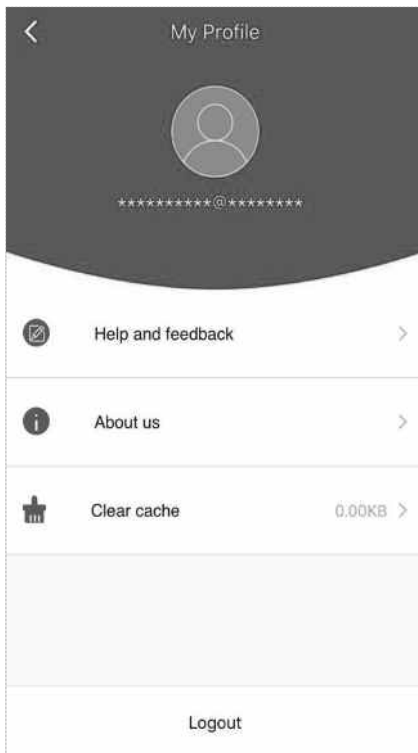 My Profile
**********@********
Help and feedback
About us
Clear cache 0.00KB
Logout